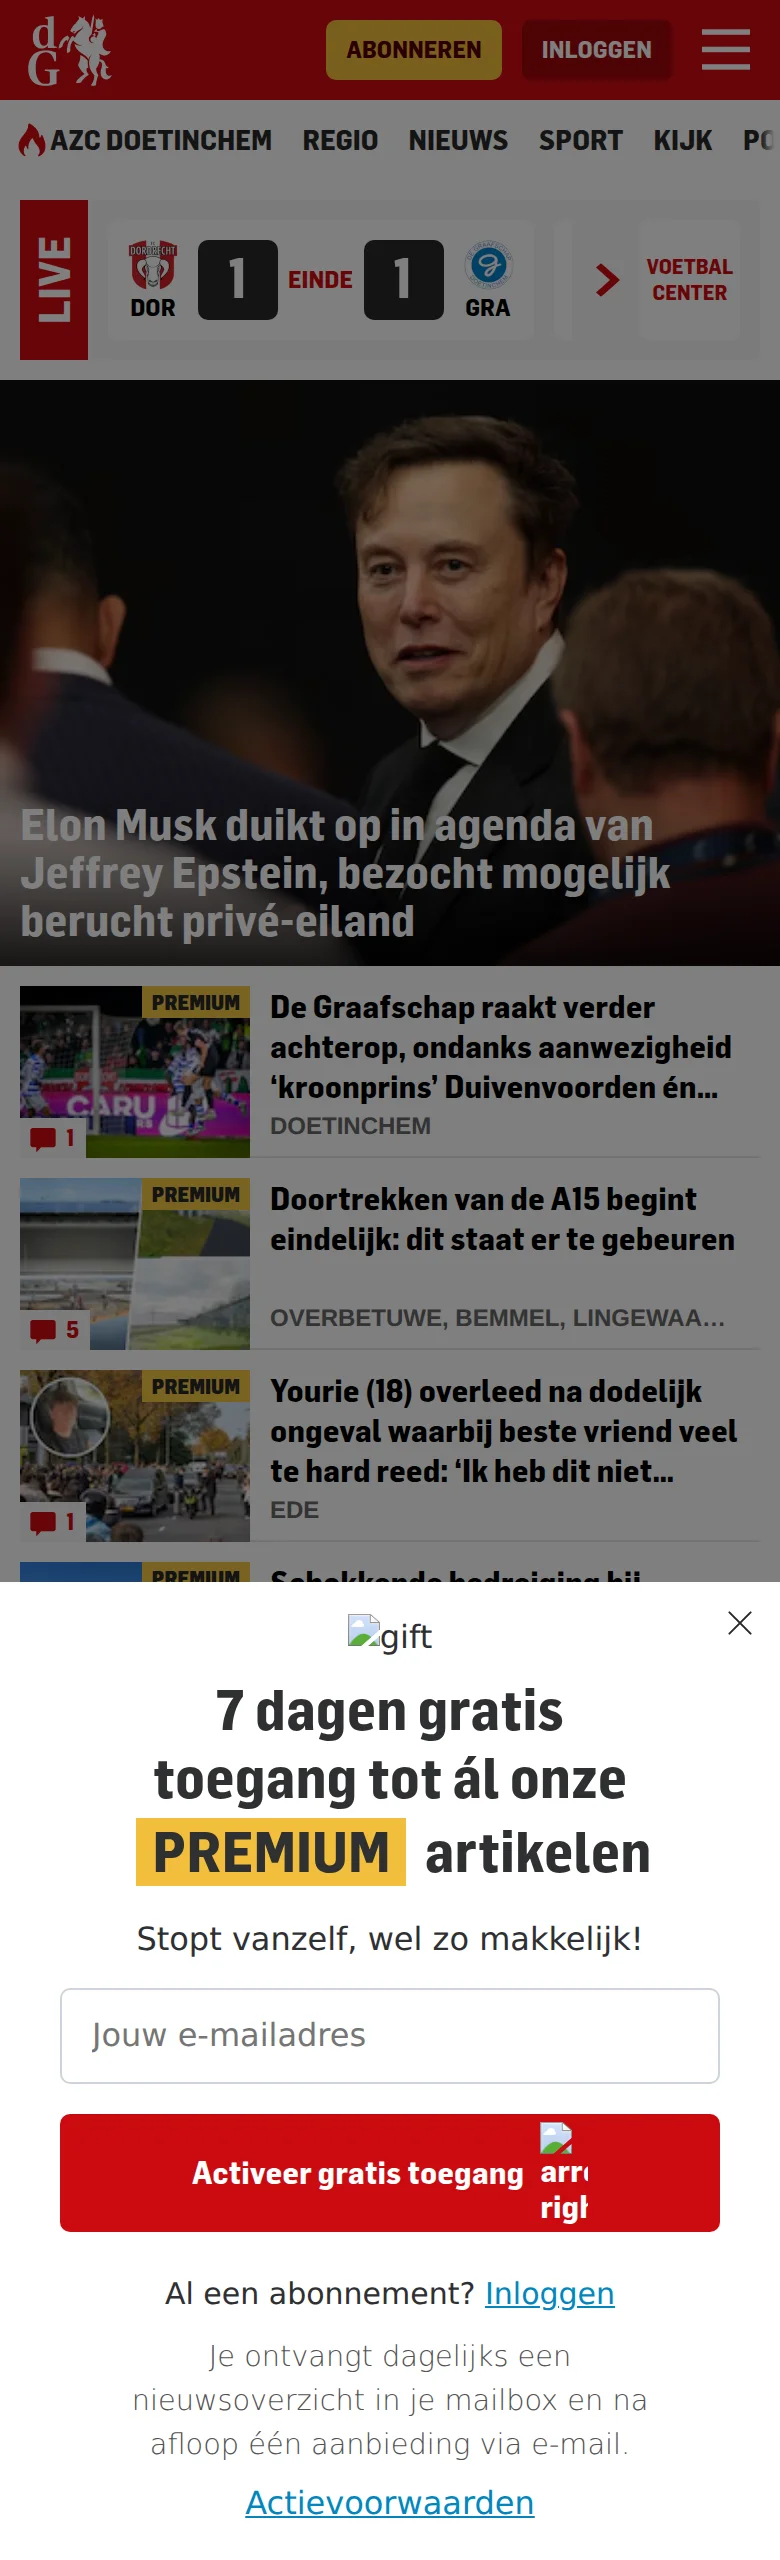 dG
ABONNEREN
INLOGGEN
AZC DOETINCHEM REGIO NIEUWS SPORT KIJK PO
LIVE
DORDRECHT
DOR
1
EINDE
1
GRA
VOETBAL
CENTER
Elon Musk duikt op in agenda van
Jeffrey Epstein, bezocht mogelijk
berucht privé-eiland
PREMIUM
CARU
1
De Graafschap raakt verder
achterop, ondanks aanwezigheid
‘kroonprins’ Duivenvoorden én...
DOETINCHEM
PREMIUM
5
Doortrekken van de A15 begint
eindelijk: dit staat er te gebeuren
OVERBETUWE, BEMMEL, LINGEWAA...
PREMIUM
1
Yourie (18) overleed na dodelijk
ongeval waarbij beste vriend veel
te hard reed: ‘Ik heb dit niet...
EDE
PREMIUM
gift
7 dagen gratis
toegang tot ál onze
PREMIUM artikelen
Stopt vanzelf, wel zo makkelijk!
Jouw e-mailadres
Activeer gratis toegang
arr
righ
Al een abonnement? Inloggen
Je ontvangt dagelijks een
nieuwsoverzicht in je mailbox en na
afloop één aanbieding via e-mail.
Actievoorwaarden